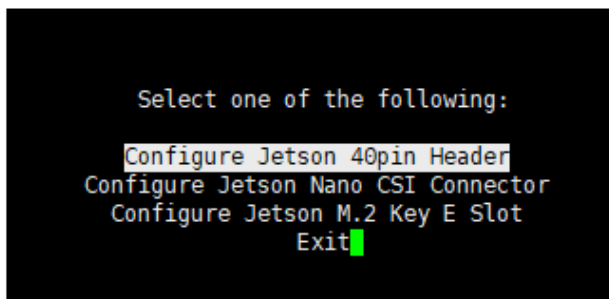 Select one of the following:
Configure Jetson 40pin Header
Configure Jetson Nano CSI Connector
Configure Jetson M.2 Key E Slot
Exit